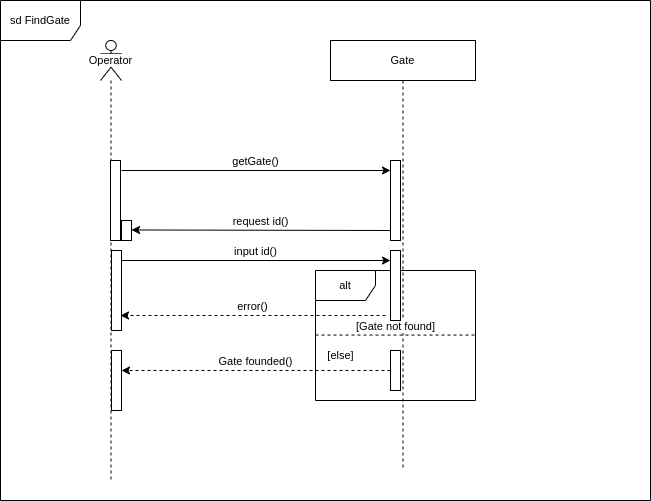 sd FindGate
Operator
Gate
getGate()
request id()
input id()
alt
error()
[Gate not found]
[else]
Gate founded()